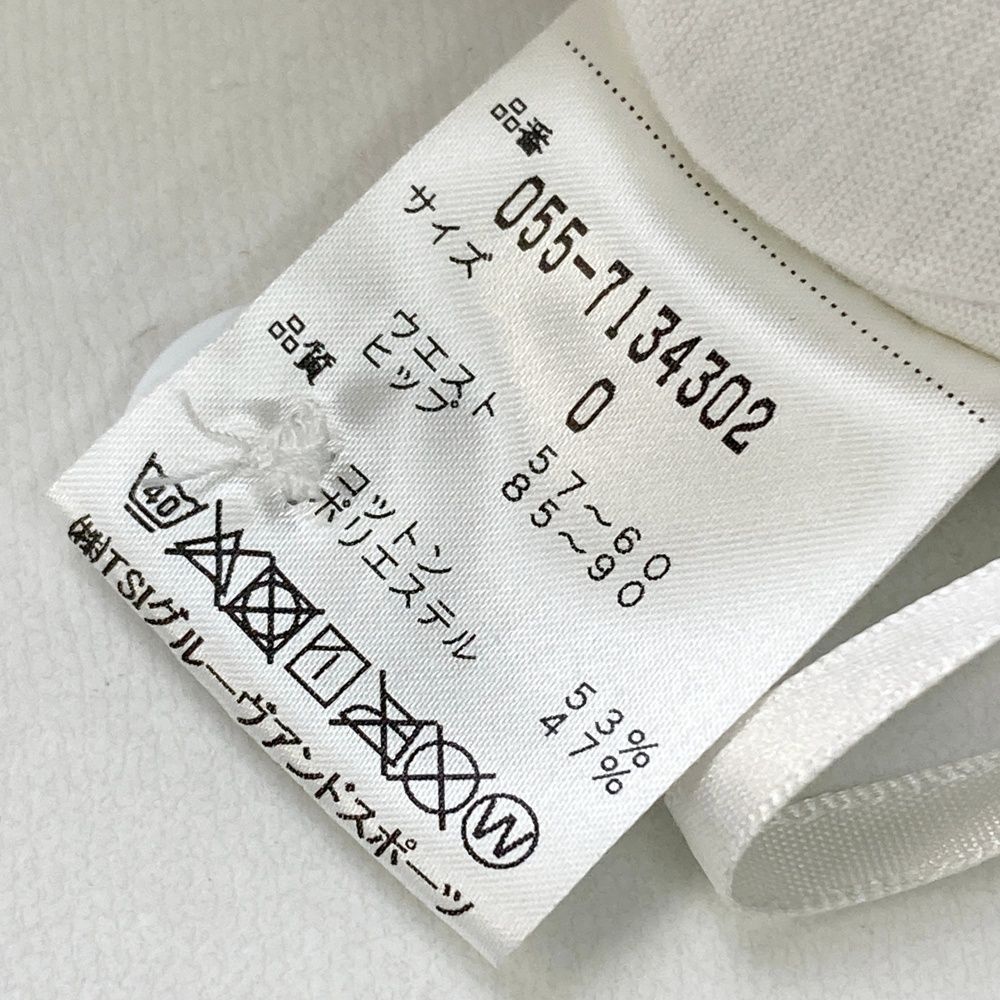 品番
055-7134302
サイズ 0
ウエスト 57～60
ヒップ 85～90
品質
コットン 53%
ポリエステル 47%
40
W
㈱TSIグルーヴアンドスポーツ